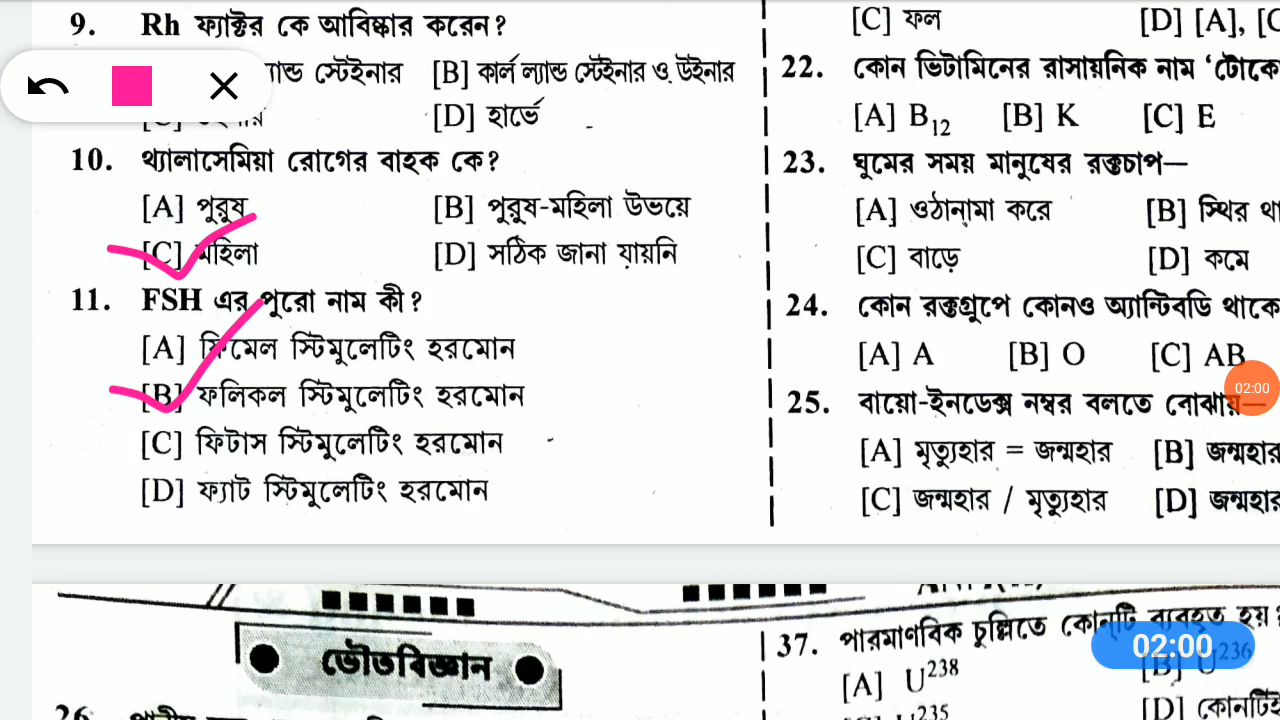 9. Rh ফ্যাক্টর কে আবিষ্কার করেন?
স্টেইনার [B] কার্ল ল্যান্ড স্টেইনার ও উইনার
[D] হার্ভে
10. থ্যালাসেমিয়া রোগের বাহক কে?
[A] পুরুষ [B] পুরুষ-মহিলা উভয়ে
[C] মহিলা [D] সঠিক জানা যায়নি
11. FSH এর পুরো নাম কী?
[A] ফিমেল স্টিমুলেটিং হরমোন
[B] ফলিকল স্টিমুলেটিং হরমোন
[C] ফিটাস স্টিমুলেটিং হরমোন
[D] ফ্যাট স্টিমুলেটিং হরমোন
[C] ফল [D] [A], [C
22. কোন ভিটামিনের রাসায়নিক নাম ‘টোকো
[A] B12 [B] K [C] E
23. ঘুমের সময় মানুষের রক্তচাপ—
[A] ওঠানামা করে [B] স্থির থা
[C] বাড়ে [D] কমে
24. কোন রক্তগ্রুপে কোনও অ্যান্টিবডি থাকে
[A] A [B] O [C] AB
02:00
25. বায়ো-ইনডেক্স নম্বর বলতে বোঝায়—
[A] মৃত্যুহার = জন্মহার [B] জন্মহার
[C] জন্মহার / মৃত্যুহার [D] জন্মহার
ভৌতবিজ্ঞান
26.
37. পারমাণবিক চুল্লিতে কোনটি ব্যবহৃত হয়?
02:00
[A] U238 [B] U236
[D] কোনটিই